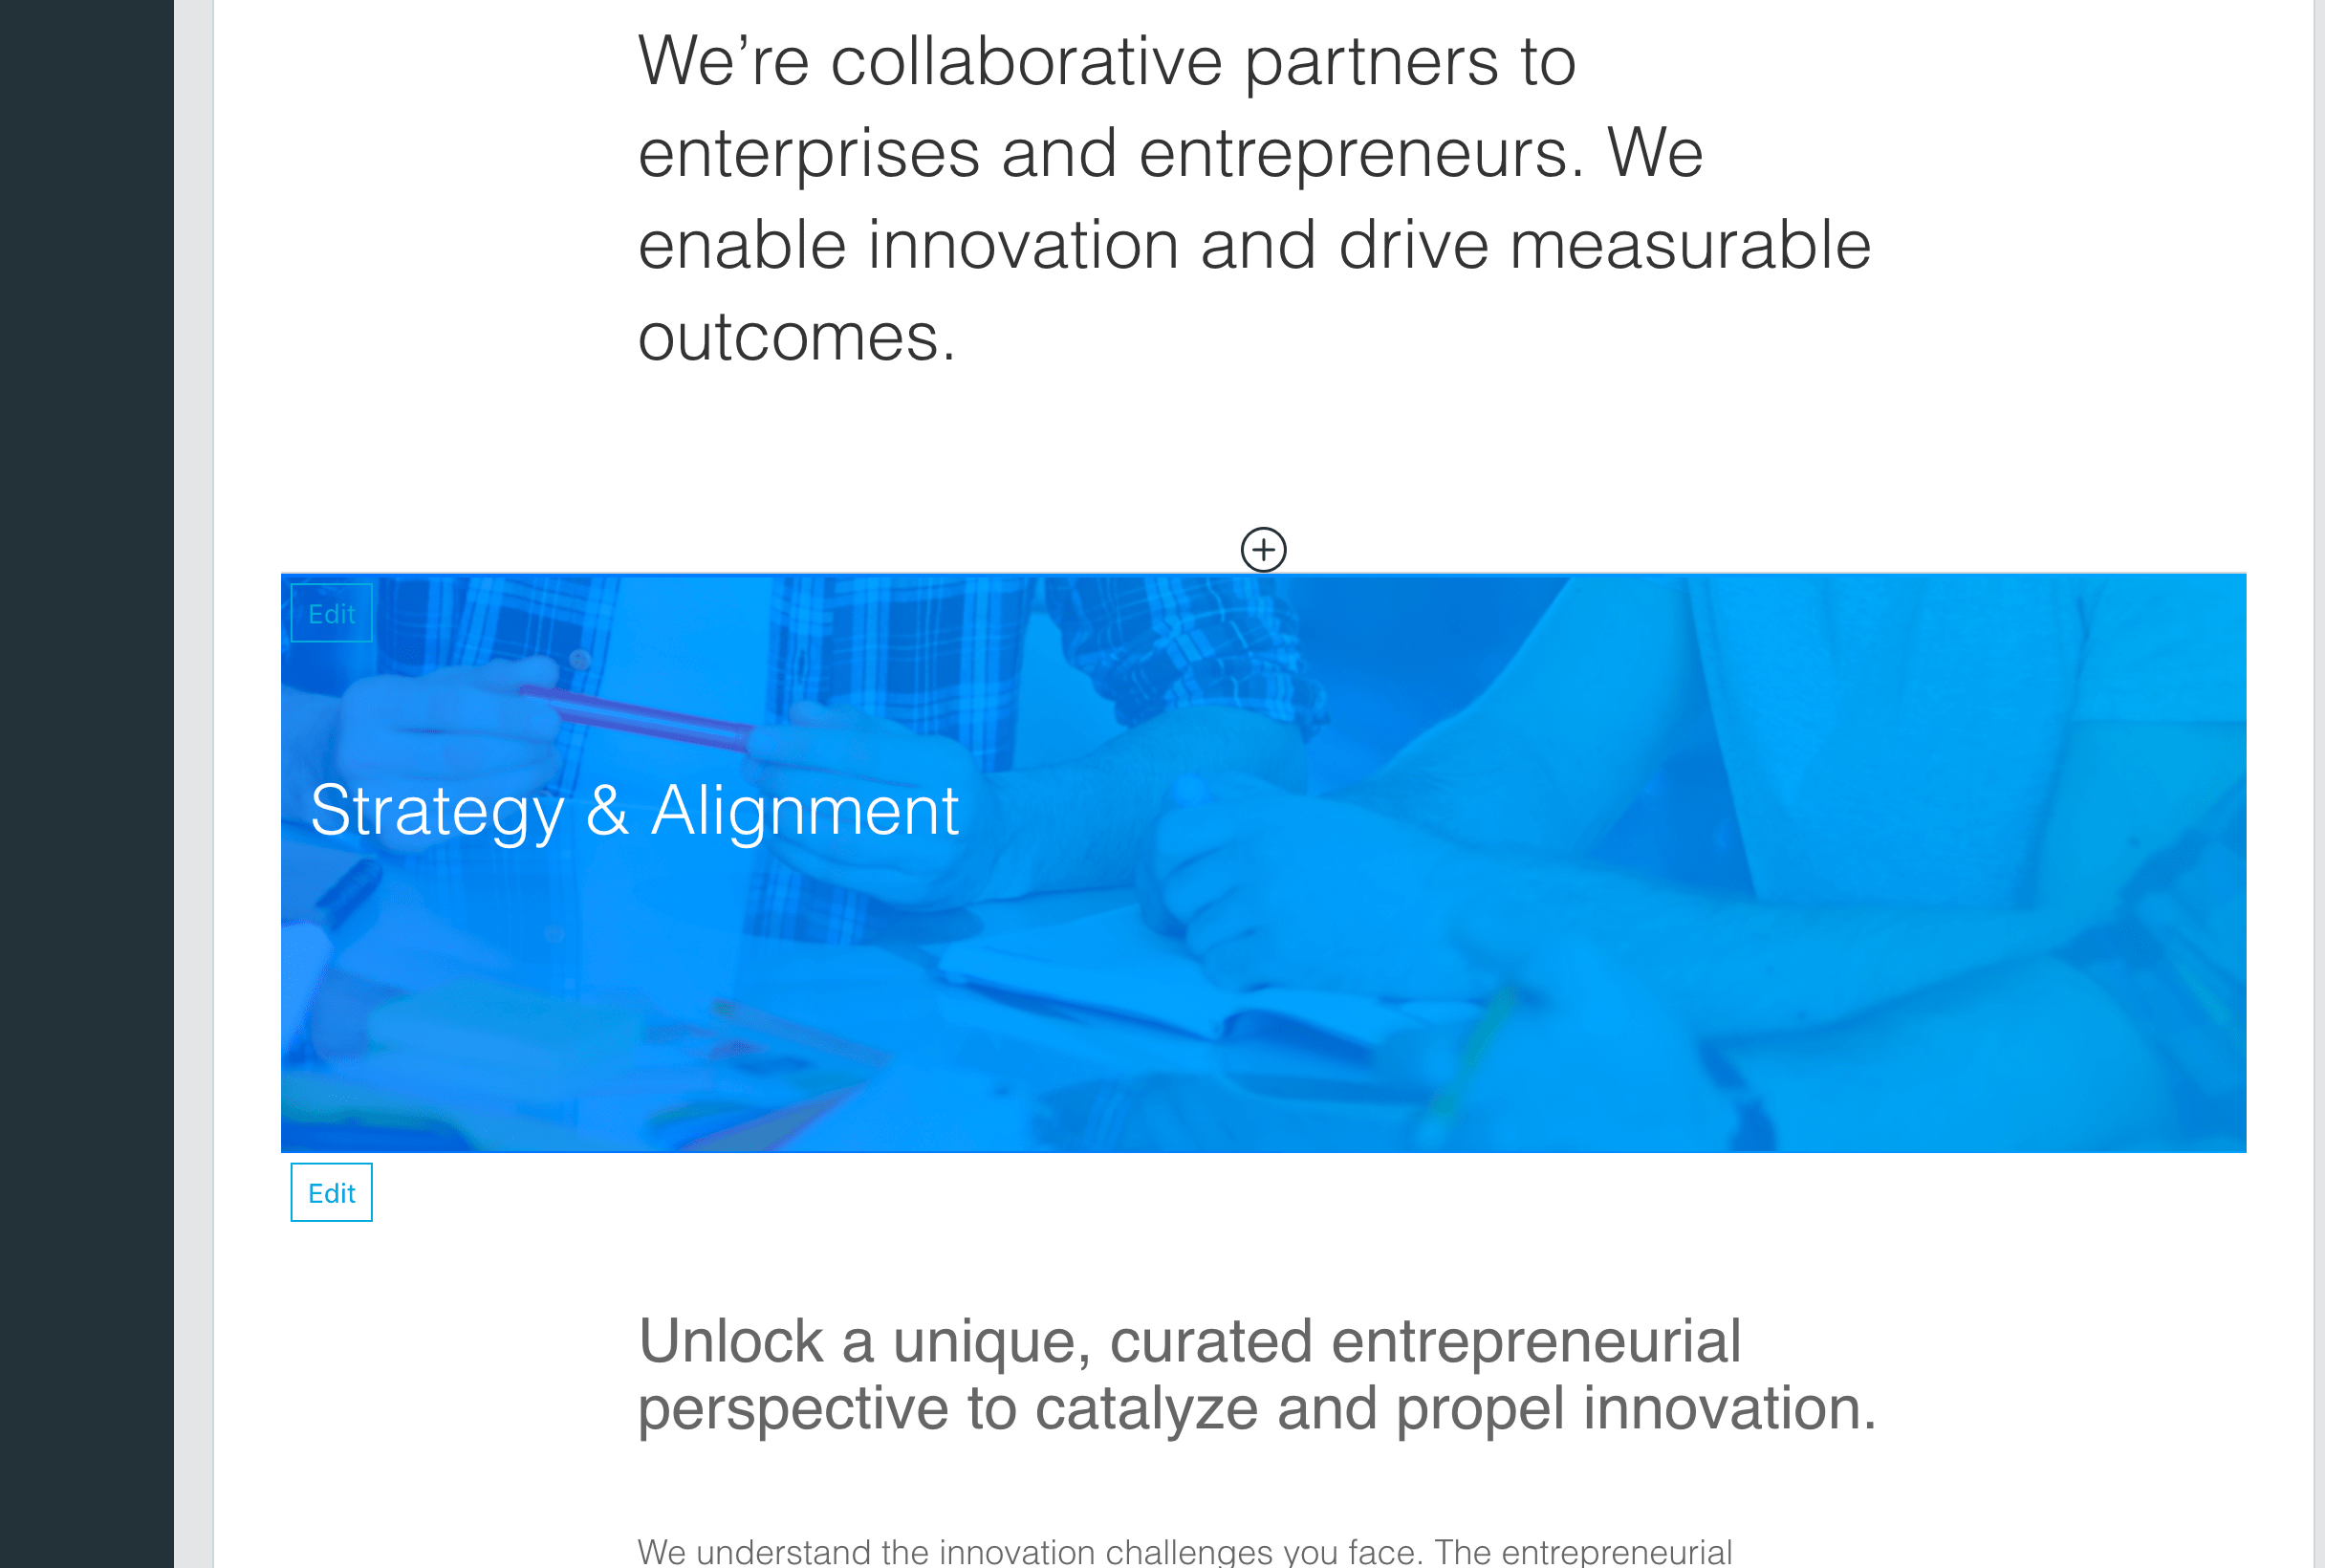 We’re collaborative partners to
enterprises and entrepreneurs. We
enable innovation and drive measurable
outcomes.
Edit
Strategy & Alignment
Edit
Unlock a unique, curated entrepreneurial
perspective to catalyze and propel innovation.
We understand the innovation challenges you face. The entrepreneurial